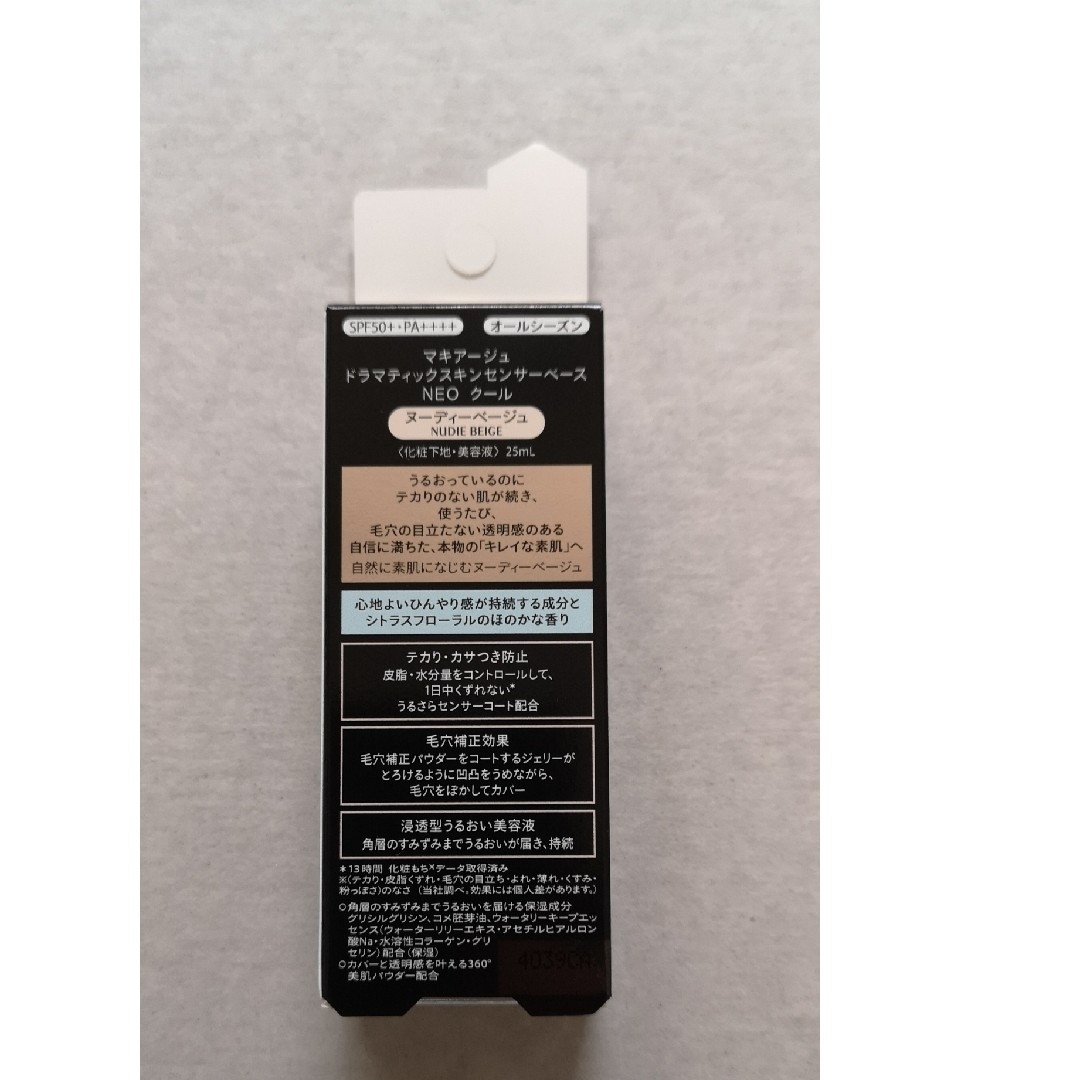 SPF50+・PA++++ オールシーズン
マキアージュ
ドラマティックスキンセンサーベース
NEO クール
ヌーディーベージュ
NUDIE BEIGE
〈化粧下地・美容液〉 25mL
うるおっているのに
テカりのない肌が続き、
使うたび、
毛穴の目立たない透明感のある
自信に満ちた、本物の「キレイな素肌」へ
自然に素肌になじむヌーディーベージュ
心地よいひんやり感が持続する成分と
シトラスフローラルのほのかな香り
テカり・カサつき防止
皮脂・水分量をコントロールして、
1日中くずれない*
うるさらセンサーコート配合
毛穴補正効果
毛穴補正パウダーをコートするジェリーが
とろけるように凹凸をうめながら、
毛穴をぼかしてカバー
浸透型うるおい美容液
角層のすみずみまでうるおいが届き、持続
*13時間 化粧もち※データ取得済み
※(テカり・皮脂くずれ・毛穴の目立ち・よれ・薄れ・くすみ・
粉っぽさ)のなさ (当社調べ。効果には個人差があります。)
○角層のすみずみまでうるおいを届ける保湿成分
グリシルグリシン、コメ胚芽油、ウォータリーキープエッ
センス(ウォーターリリーエキス・アセチルヒアルロン
酸Na・水溶性コラーゲン・グリ
セリン)配合(保湿)
○カバーと透明感を叶える360°
美肌パウダー配合
4039CA